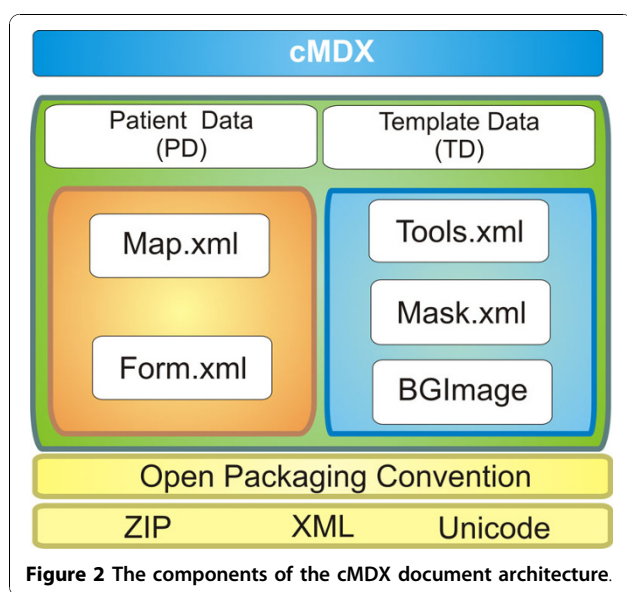 cMDX
Patient Data
(PD)
Template Data
(TD)
Map.xml
Form.xml
Tools.xml
Mask.xml
BGImage
Open Packaging Convention
ZIP XML Unicode
Figure 2 The components of the cMDX document architecture.